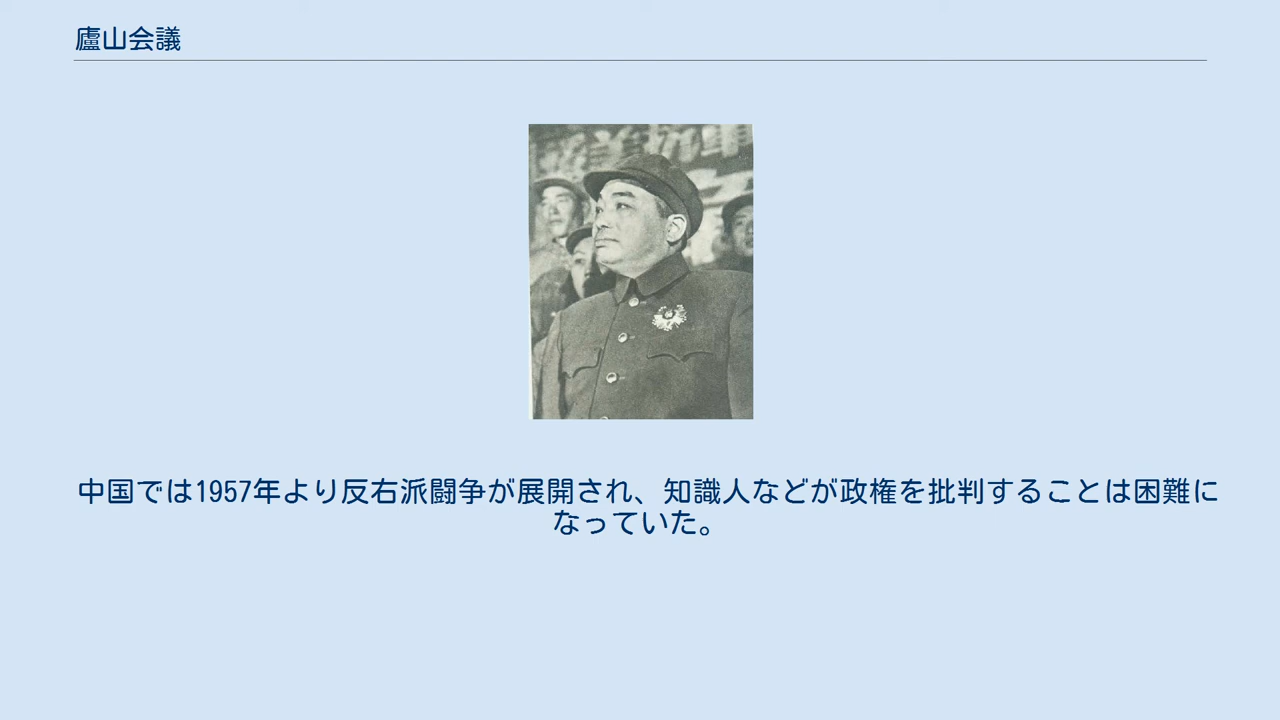 廬山会議
中国では1957年より反右派闘争が展開され、知識人などが政権を批判することは困難に
なっていた。